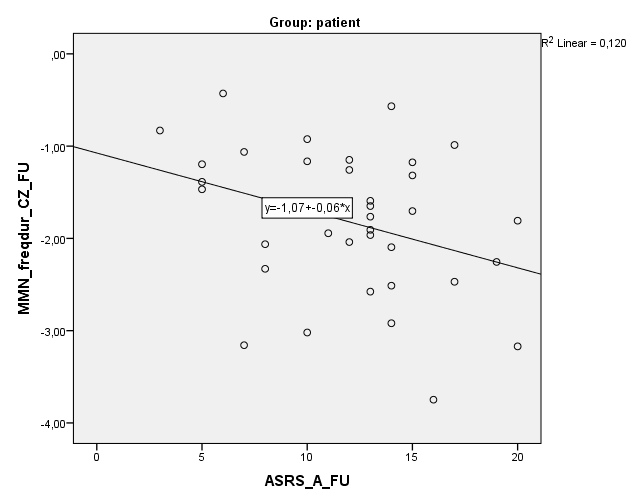 Group: patient
R² Linear = 0,120
,00
-1,00
-2,00
-3,00
-4,00
MMN_freqdur_CZ_FU
y=-1,07+-0,06*x
0 5 10 15 20
ASRS_A_FU